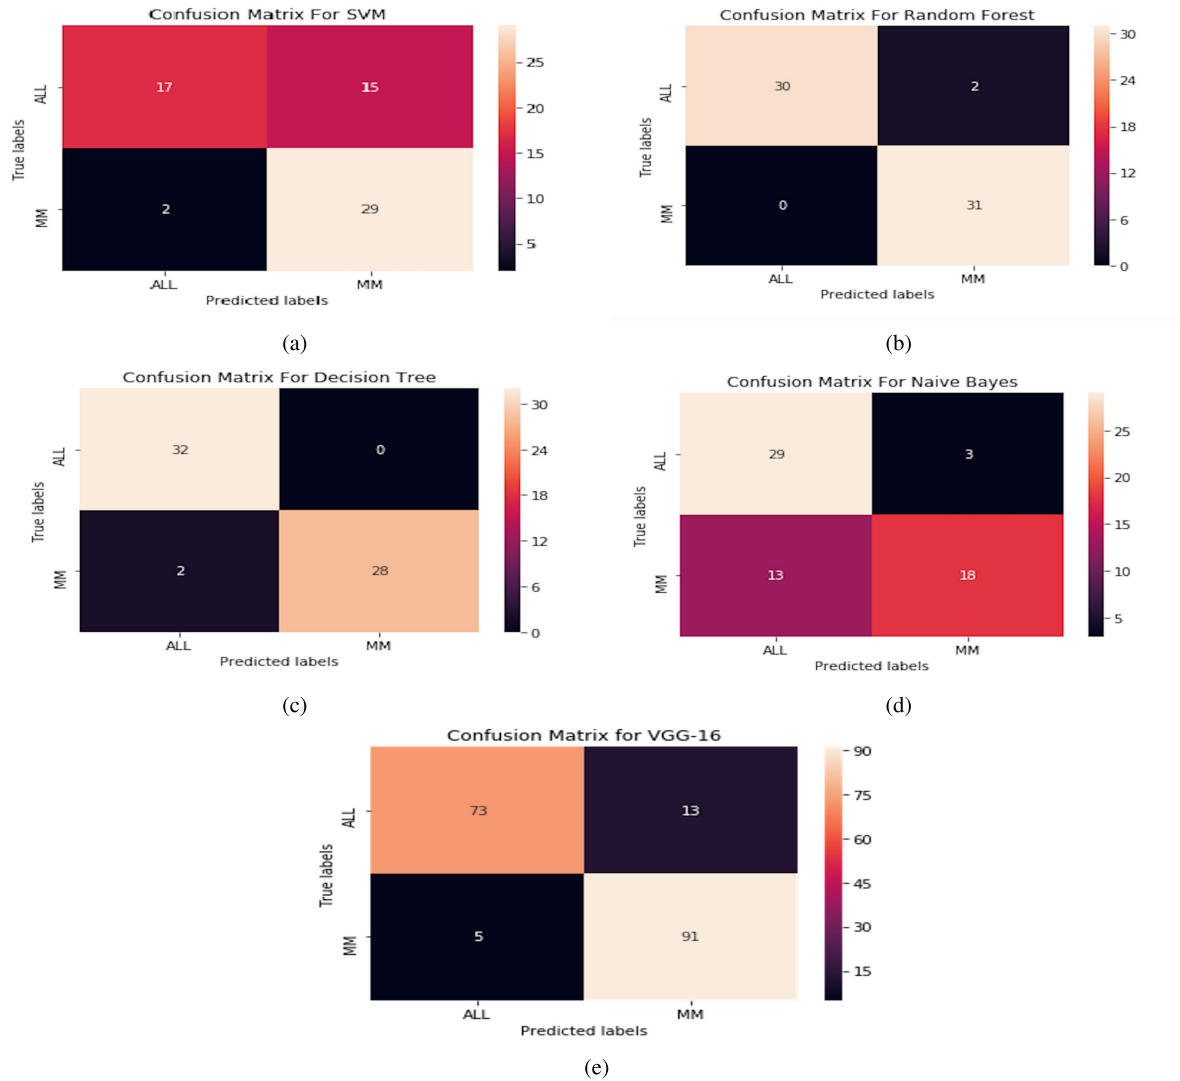 Confusion Matrix For SVM
ALL
17
15
MM
2
29
True labels
ALL
MM
Predicted labels
25
20
15
10
5
(a)
Confusion Matrix For Random Forest
ALL
30
2
MM
0
31
True labels
ALL
MM
Predicted labels
30
24
18
12
6
0
(b)
Confusion Matrix For Decision Tree
ALL
32
0
MM
2
28
True labels
ALL
MM
Predicted labels
30
24
18
12
6
0
(c)
Confusion Matrix For Naive Bayes
ALL
29
3
MM
13
18
True labels
ALL
MM
Predicted labels
25
20
15
10
5
(d)
Confusion Matrix for VGG-16
ALL
73
13
MM
5
91
True labels
ALL
MM
Predicted labels
90
75
60
45
30
15
(e)